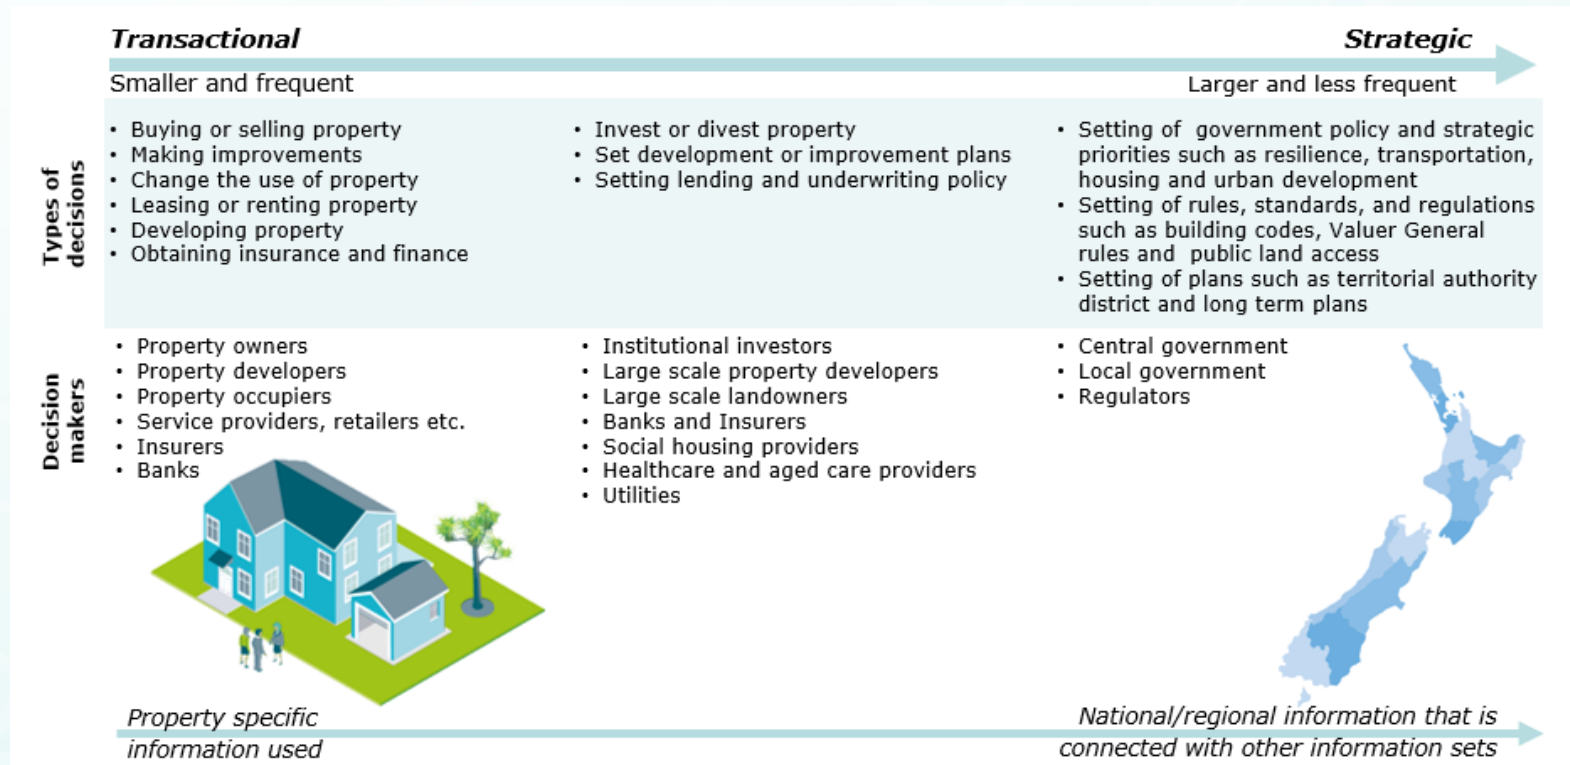 Transactional
Strategic
Smaller and frequent
Larger and less frequent
Types of
decisions
• Buying or selling property
• Making improvements
• Change the use of property
• Leasing or renting property
• Developing property
• Obtaining insurance and finance
• Invest or divest property
• Set development or improvement plans
• Setting lending and underwriting policy
• Setting of government policy and strategic
priorities such as resilience, transportation,
housing and urban development
• Setting of rules, standards, and regulations
such as building codes, Valuer General
rules and public land access
• Setting of plans such as territorial authority
district and long term plans
Decision
makers
• Property owners
• Property developers
• Property occupiers
• Service providers, retailers etc.
• Insurers
• Banks
• Institutional investors
• Large scale property developers
• Large scale landowners
• Banks and Insurers
• Social housing providers
• Healthcare and aged care providers
• Utilities
• Central government
• Local government
• Regulators
Property specific
information used
National/regional information that is
connected with other information sets